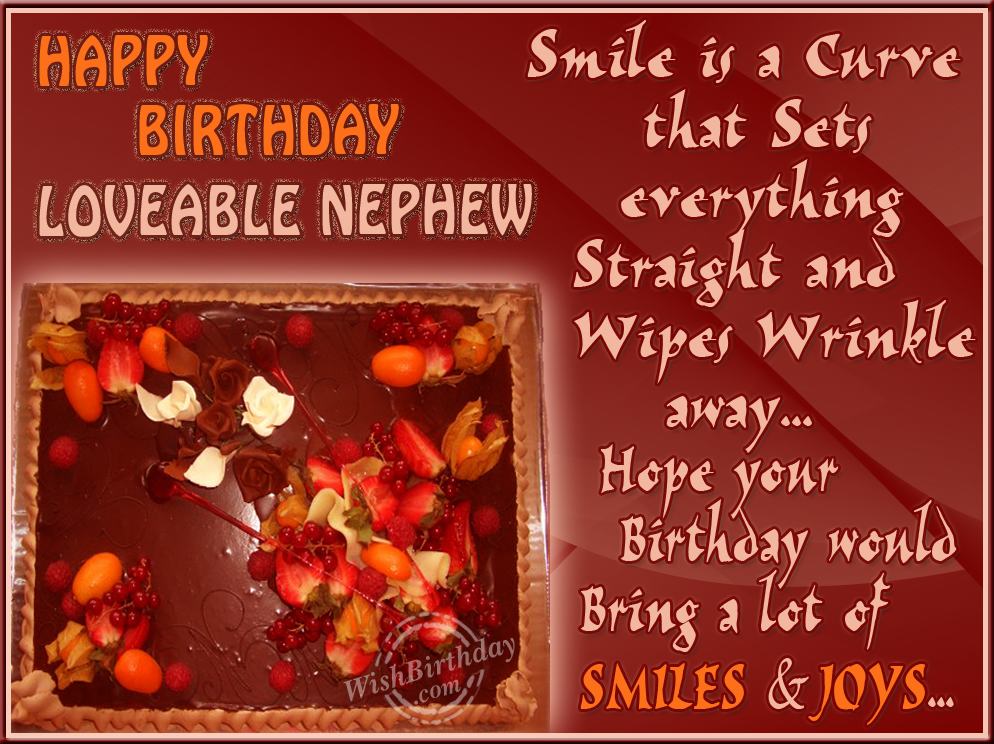 HAPPY
BIRTHDAY
LOVEABLE NEPHEW
Smile is a Curve
that Sets
everything
Straight and
Wipes Wrinkle
away...
Hope your
Birthday would
Bring a lot of
SMILES & JOYS...
WishBirthday
.com